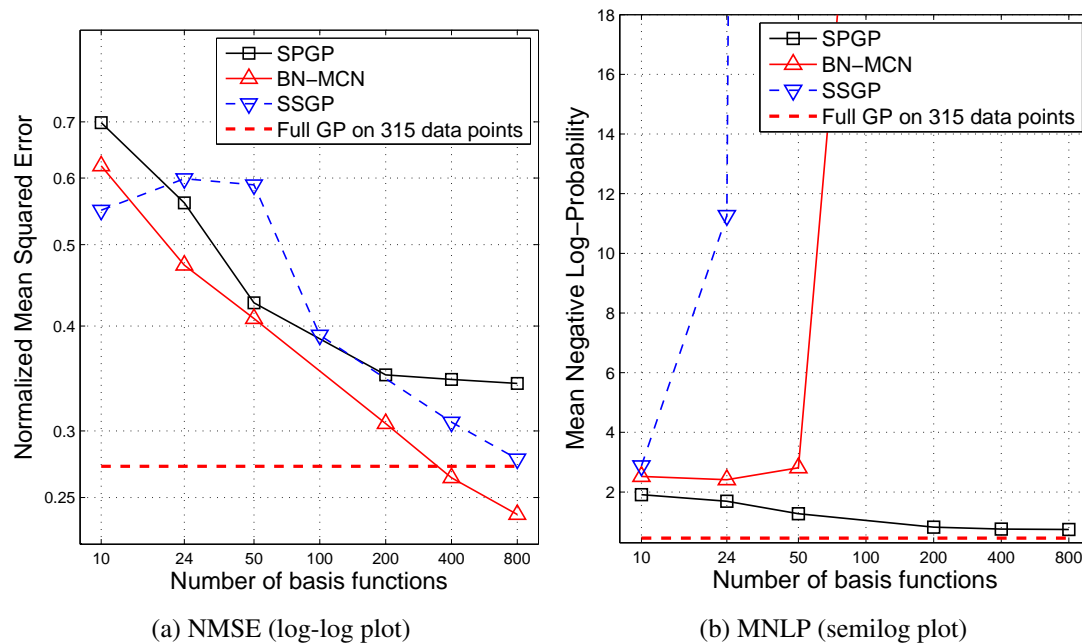 SPGP
BN−MCN
SSGP
Full GP on 315 data points
0.7
0.6
0.5
0.4
0.3
0.25
Normalized Mean Squared Error
10 24 50 100 200 400 800
Number of basis functions
(a) NMSE (log-log plot)
SPGP
BN−MCN
SSGP
Full GP on 315 data points
18
16
14
12
10
8
6
4
2
Mean Negative Log−Probability
10 24 50 100 200 400 800
Number of basis functions
(b) MNLP (semilog plot)